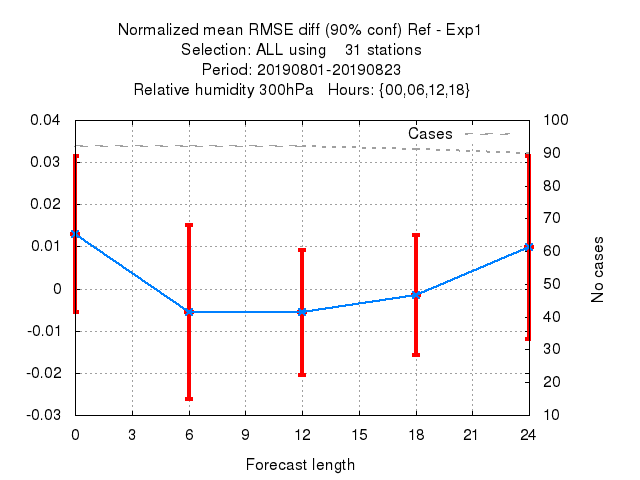 Normalized mean RMSE diff (90% conf) Ref - Exp1
Selection: ALL using    31 stations
Period: 20190801-20190823
Relative humidity 300hPa   Hours: {00,06,12,18}
Cases
0.04
0.03
0.02
0.01
0
-0.01
-0.02
-0.03
100
90
80
70
60
50
40
30
20
10
No cases
0 3 6 9 12 15 18 21 24
Forecast length